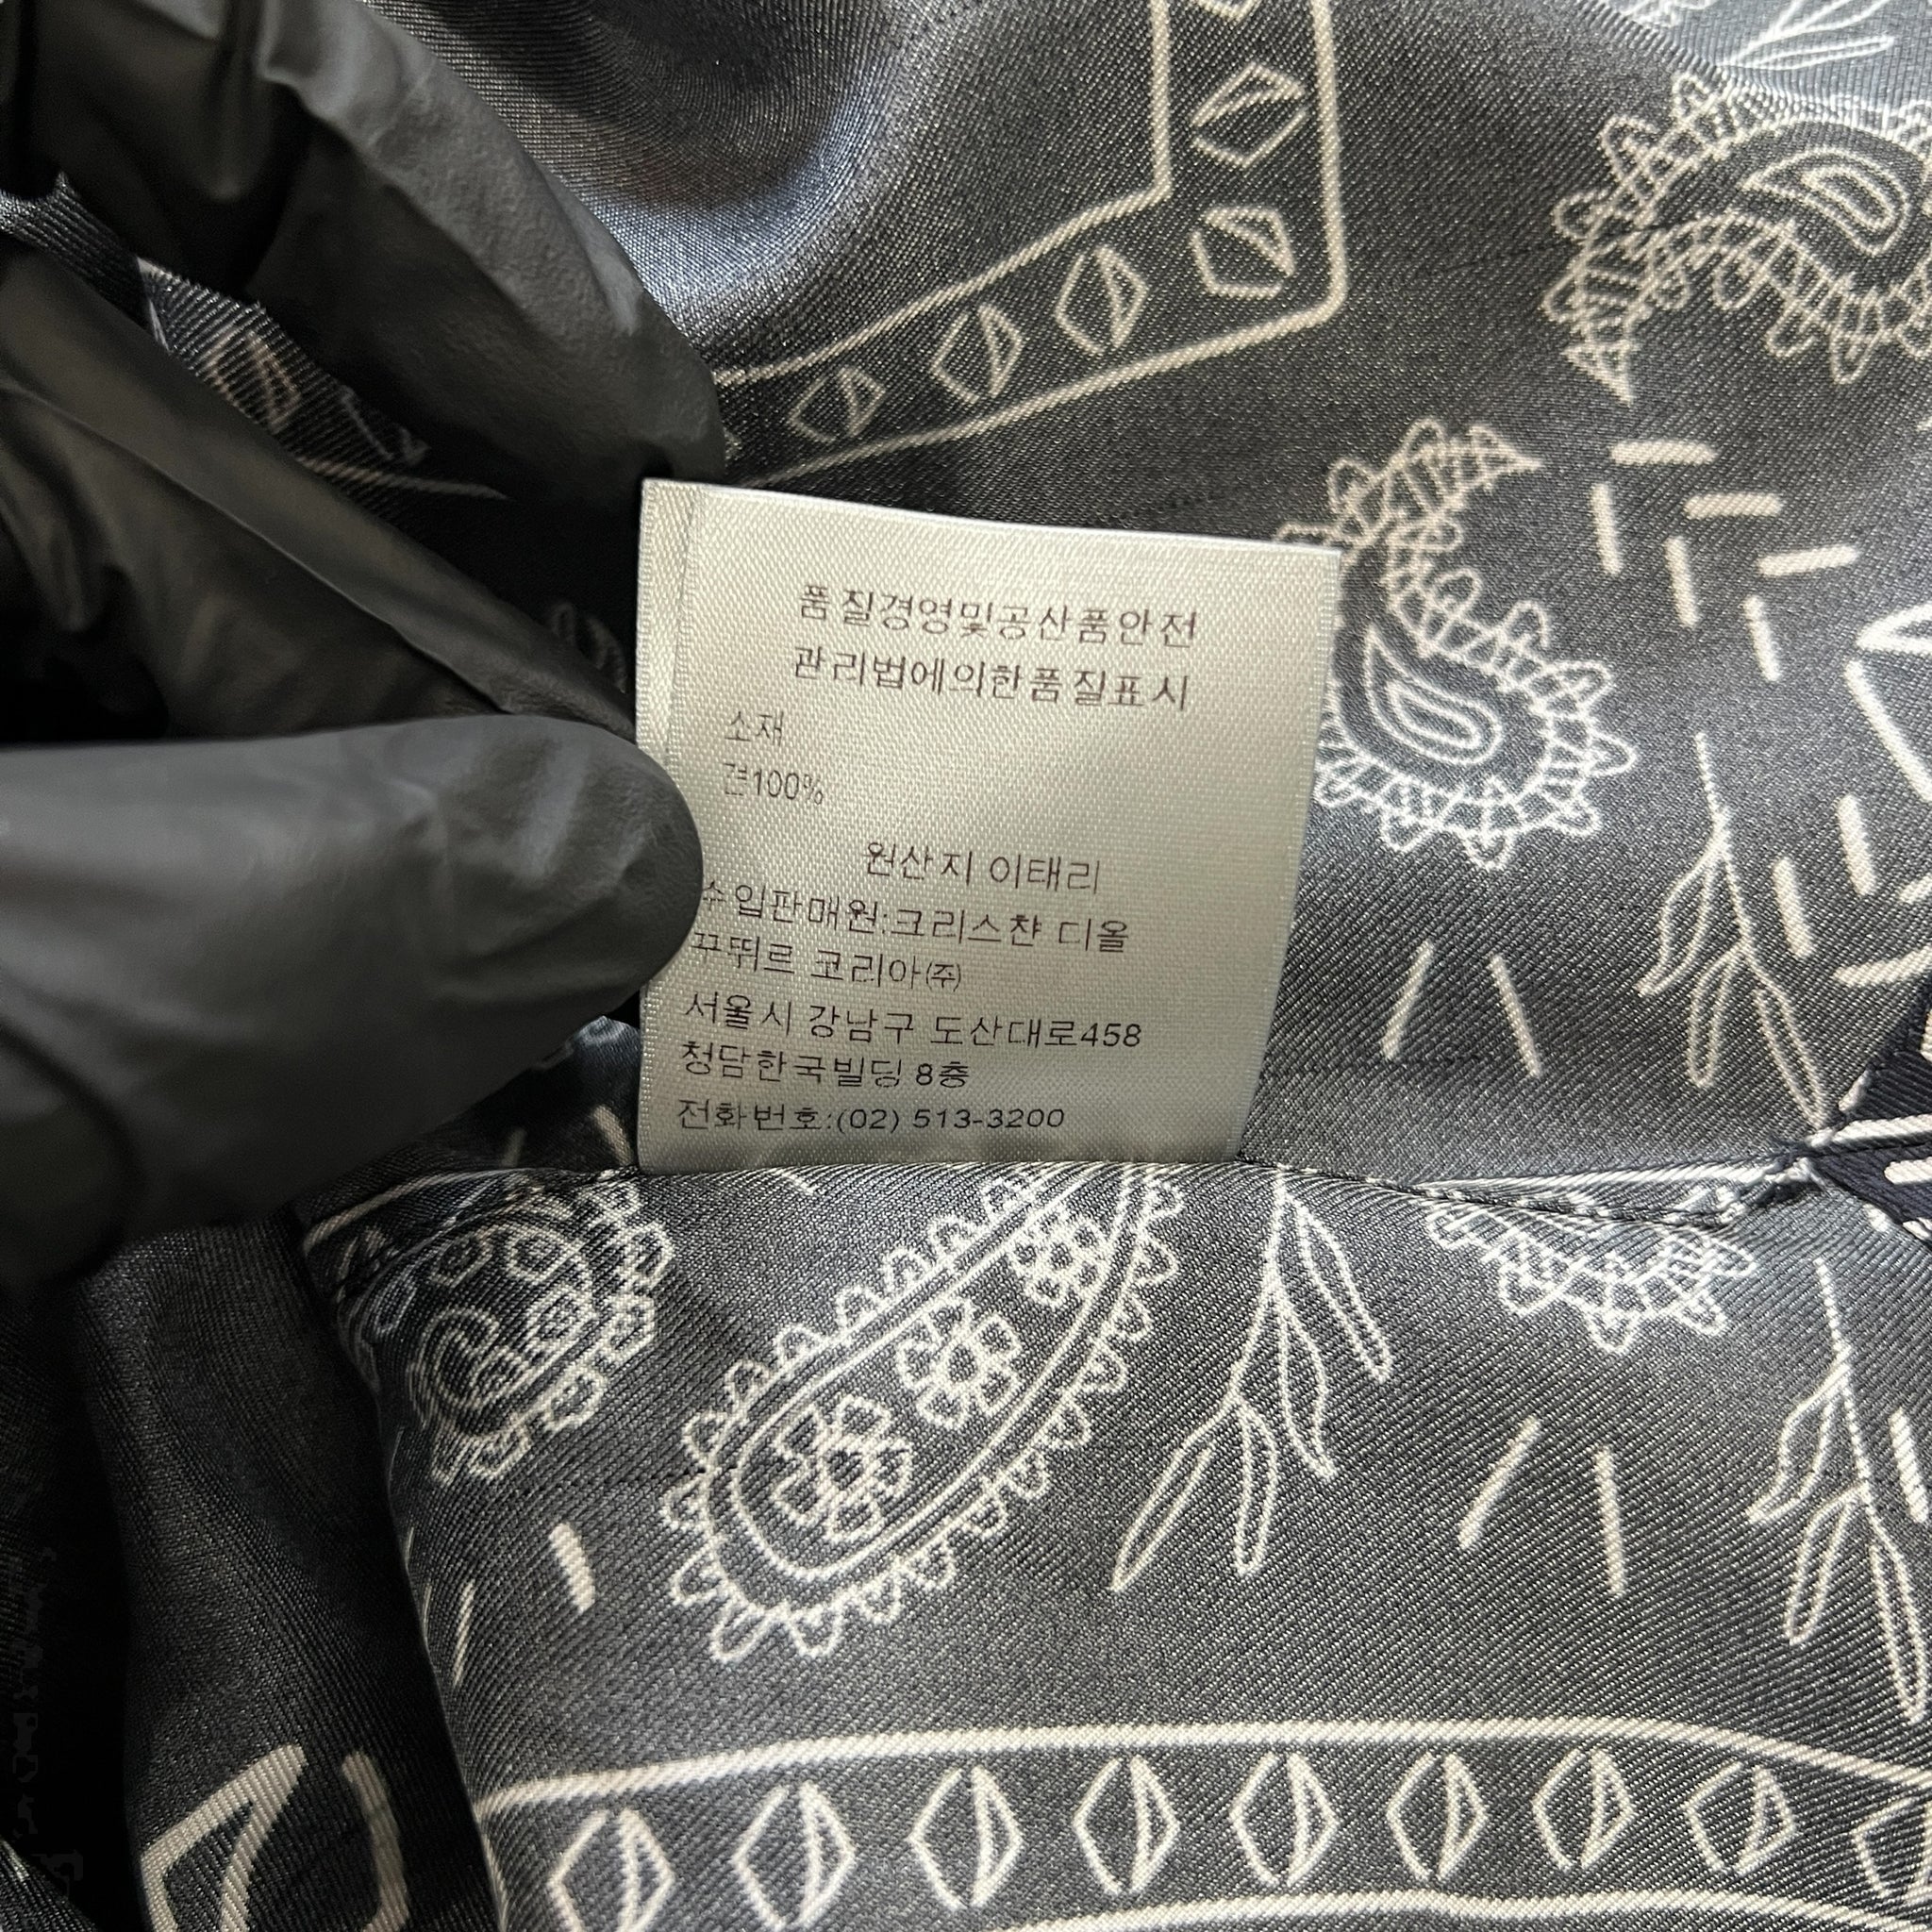 품질경영및공산품안전
관리법에의한품질표시
소재
견100%
원산지 이태리
수입판매원:크리스챤 디올
꾸뛰르 코리아㈜
서울시 강남구 도산대로458
청담한국빌딩 8층
전화번호:(02) 513-3200